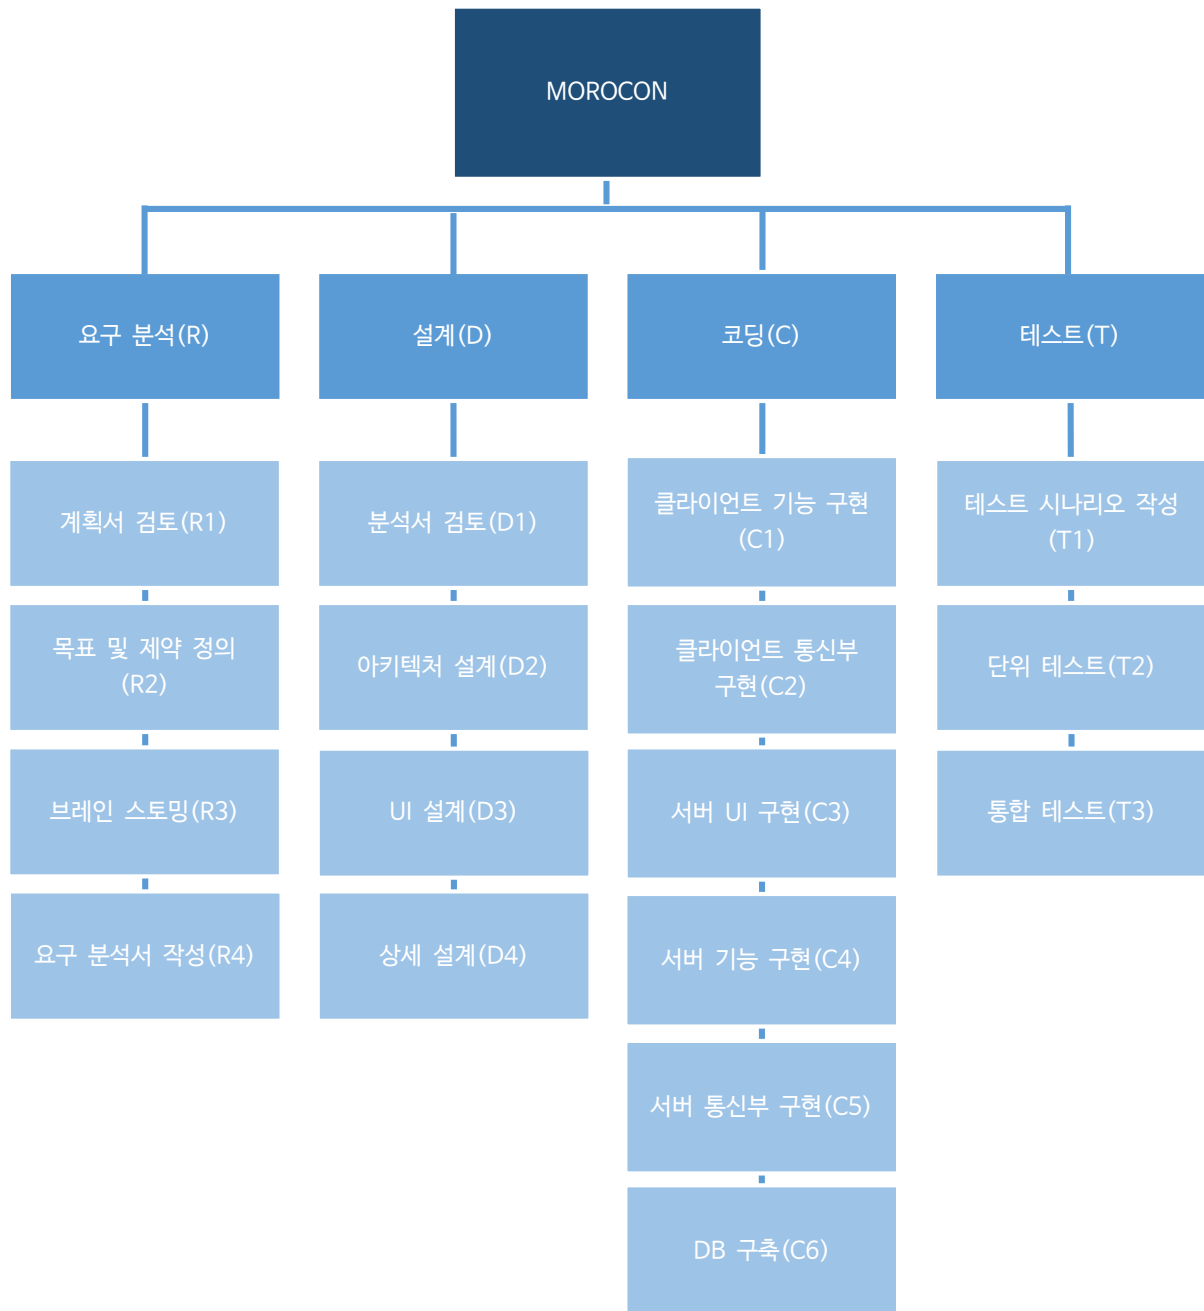 MOROCON
요구 분석(R)
설계(D)
코딩(C)
테스트(T)
계획서 검토(R1)
목표 및 제약 정의
(R2)
브레인 스토밍(R3)
요구 분석서 작성(R4)
분석서 검토(D1)
아키텍처 설계(D2)
UI 설계(D3)
상세 설계(D4)
클라이언트 기능 구현
(C1)
클라이언트 통신부
구현(C2)
서버 UI 구현(C3)
서버 기능 구현(C4)
서버 통신부 구현(C5)
DB 구축(C6)
테스트 시나리오 작성
(T1)
단위 테스트(T2)
통합 테스트(T3)